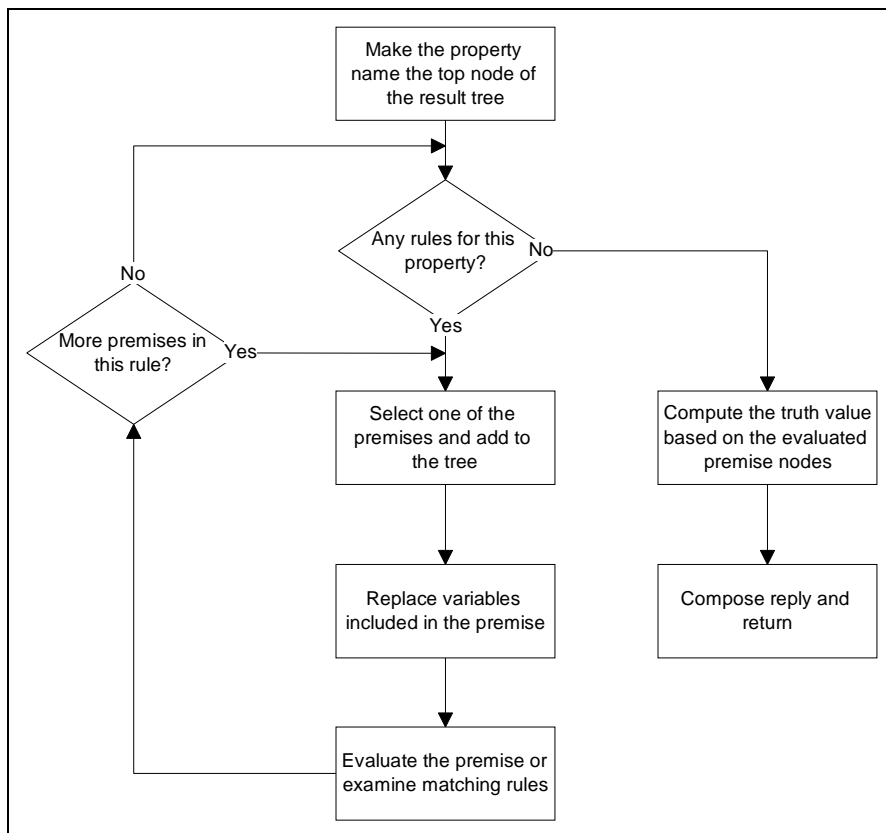 Make the property
name the top node of
the result tree
Any rules for this
property?
No
Yes
No
More premises in
this rule?
Yes
Select one of the
premises and add to
the tree
Compute the truth value
based on the evaluated
premise nodes
Replace variables
included in the premise
Compose reply and
return
Evaluate the premise or
examine matching rules